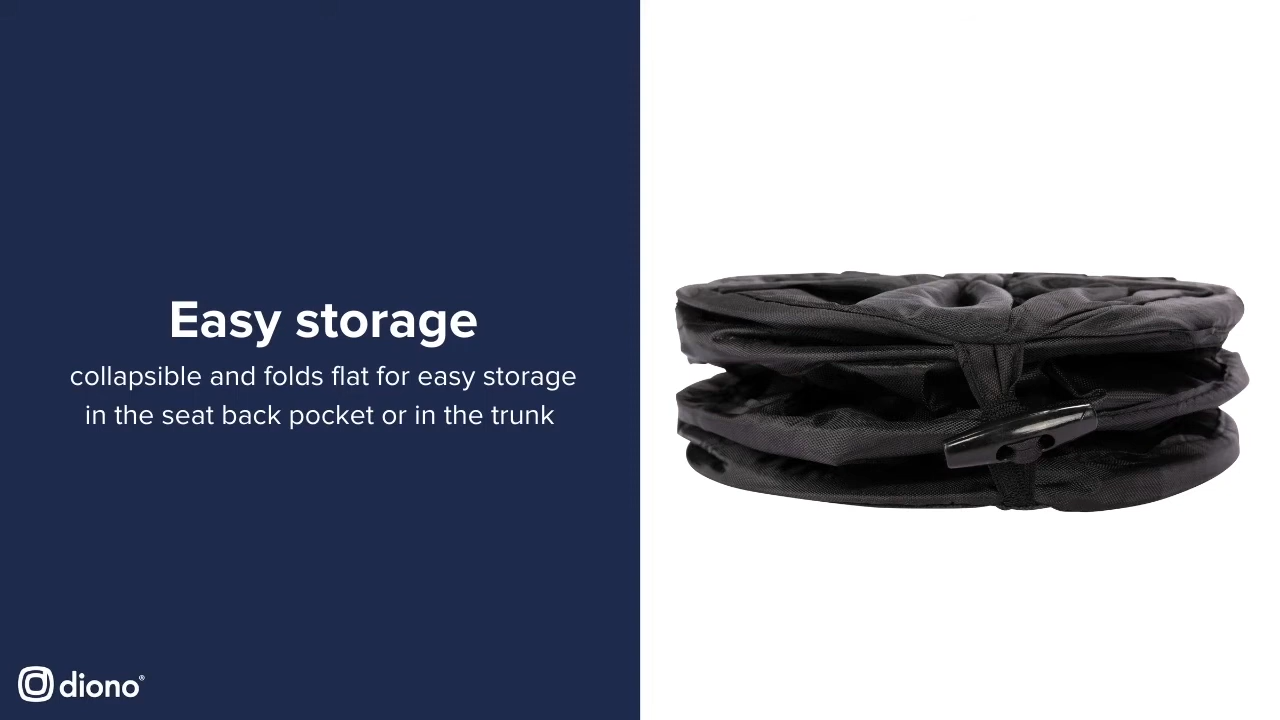 Easy storage
collapsible and folds flat for easy storage
in the seat back pocket or in the trunk
diono®